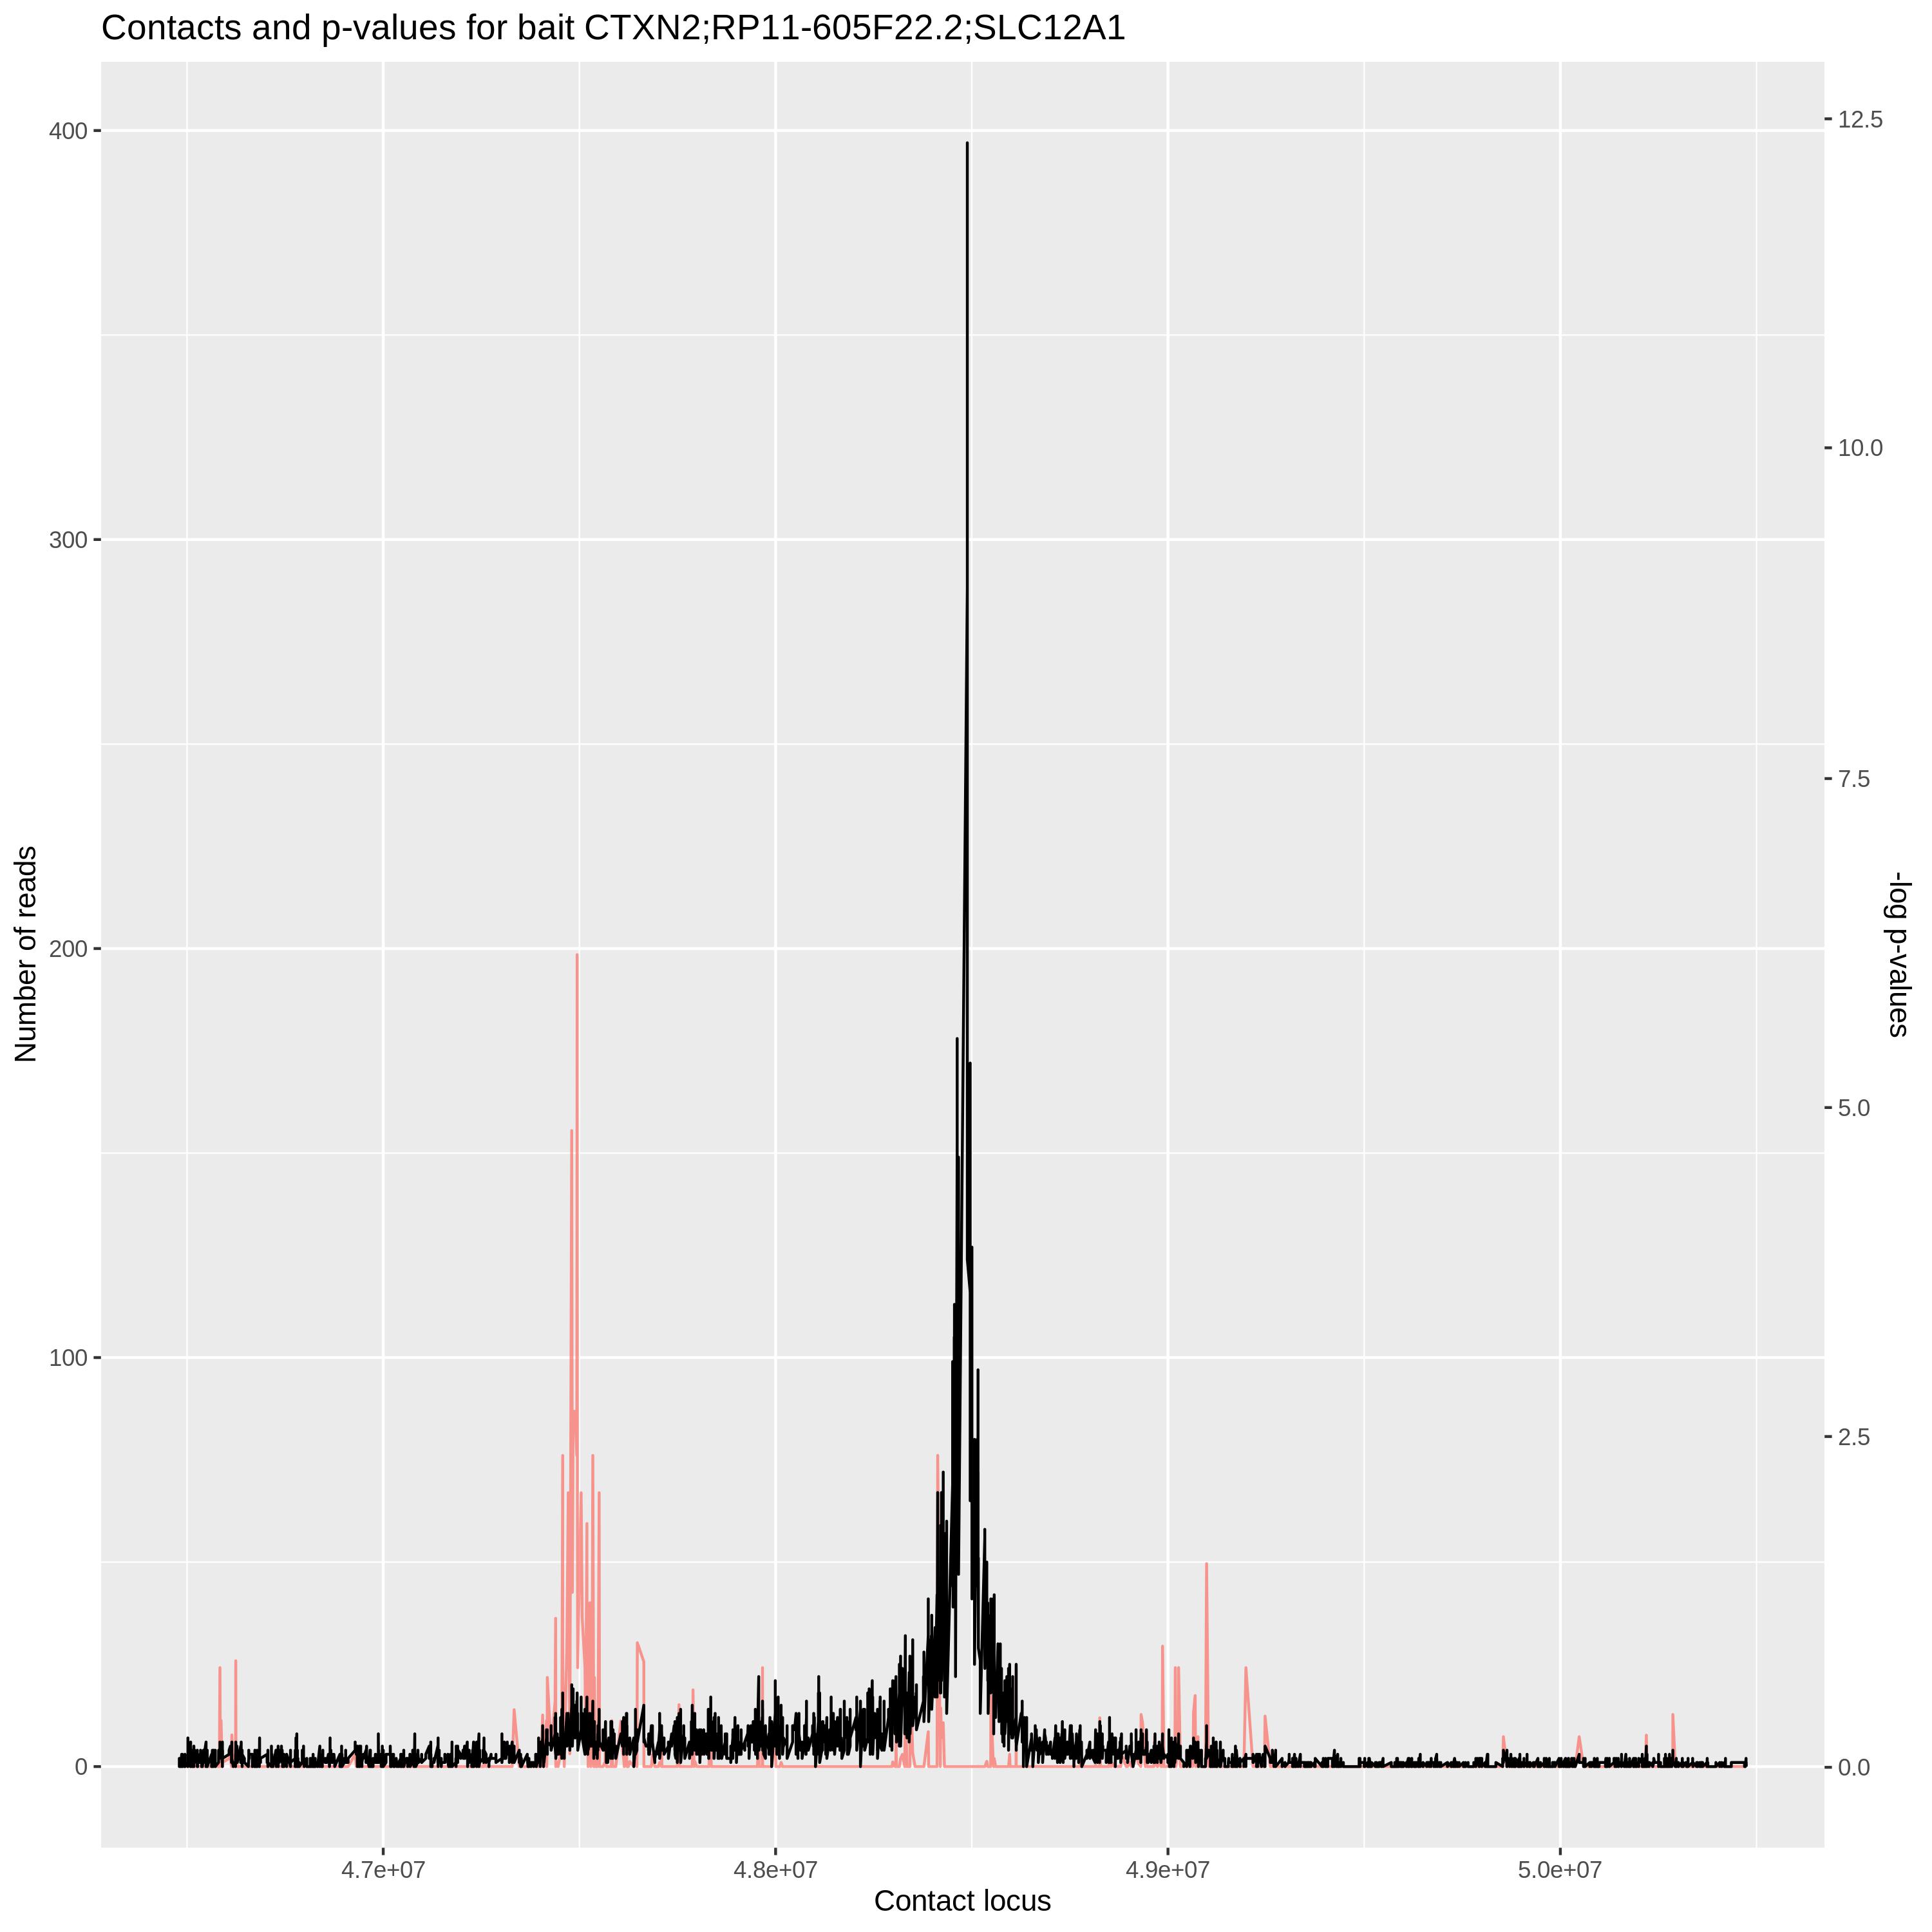 Contacts and p-values for bait CTXN2;RP11-605F22.2;SLC12A1
400
300
200
100
0
Number of reads
12.5
10.0
7.5
5.0
2.5
0.0
-log p-values
4.7e+07
4.8e+07
4.9e+07
5.0e+07
Contact locus